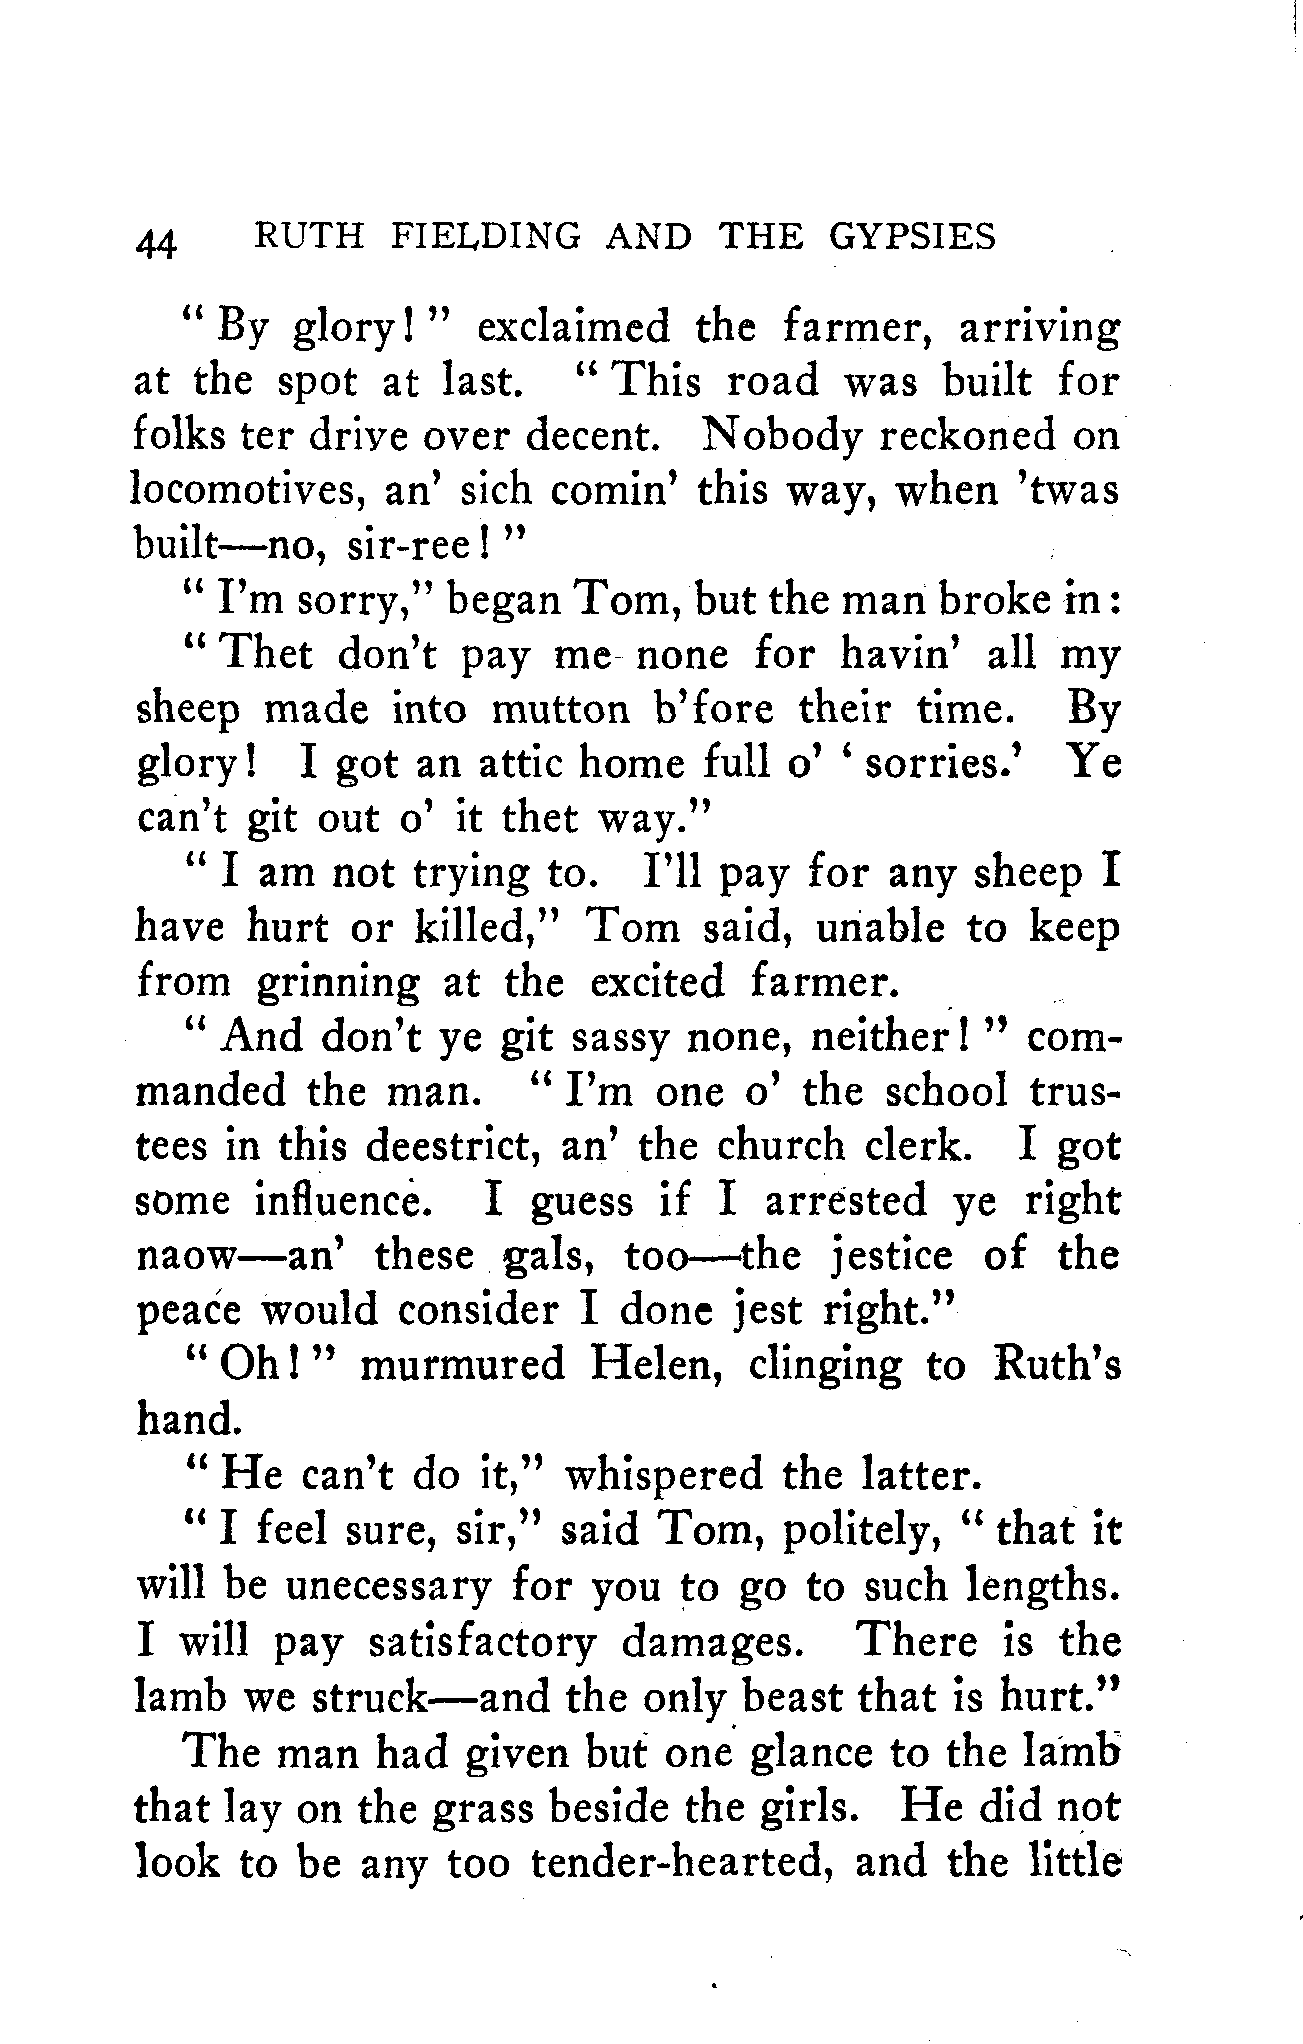 44 RUTH FIELDING AND THE GYPSIES
" By glory! " exclaimed the farmer, arriving
at the spot at last. " This road was built for
folks ter drive over decent. Nobody reckoned on
locomotives, an' sich comin' this way, when 'twas
built—no, sir-ree! "
" I'm sorry," began Tom, but the man broke in:
" Thet don't pay me none for havin' all my
sheep made into mutton b'fore their time. By
glory! I got an attic home full o' ' sorries.' Ye
can't git out o' it thet way."
" I am not trying to. I'll pay for any sheep I
have hurt or killed," Tom said, unable to keep
from grinning at the excited farmer.
" And don't ye git sassy none, neither! " com-
manded the man. " I'm one o' the school trus-
tees in this deestrict, an' the church clerk. I got
some influence. I guess if I arrested ye right
naow—an' these gals, too—the jestice of the
peace would consider I done jest right."
" Oh! " murmured Helen, clinging to Ruth's
hand.
" He can't do it," whispered the latter.
" I feel sure, sir," said Tom, politely, " that it
will be unecessary for you to go to such lengths.
I will pay satisfactory damages. There is the
lamb we struck—and the only beast that is hurt."
The man had given but one glance to the lamb
that lay on the grass beside the girls. He did not
look to be any too tender-hearted, and the little